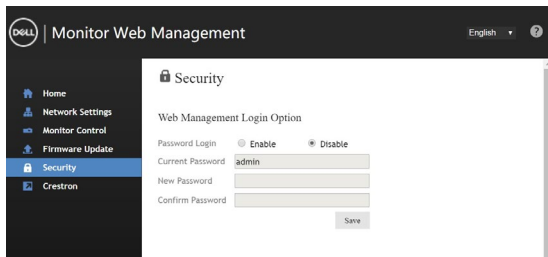 DELL | Monitor Web Management
English
?
Home
Network Settings
Monitor Control
Firmware Update
Security
Crestron
Security
Web Management Login Option
Password Login Enable Disable
Current Password admin
New Password
Confirm Password
Save